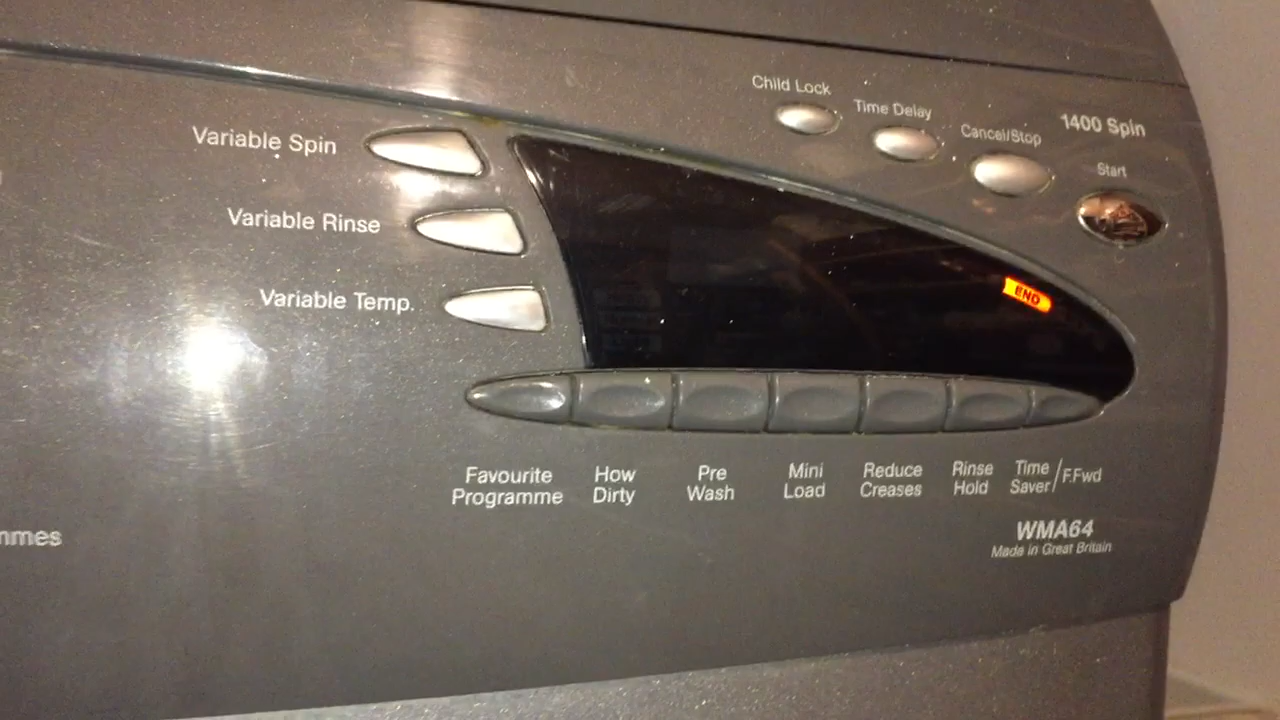 Child Lock
Time Delay
Cancel/Stop
1400 Spin
Start
Variable Spin
Variable Rinse
Variable Temp.
END
Favourite
Programme
How
Dirty
Pre
Wash
Mini
Load
Reduce
Creases
Rinse
Hold
Time
Saver/F.Fwd
WMA64
Made in Great Britain